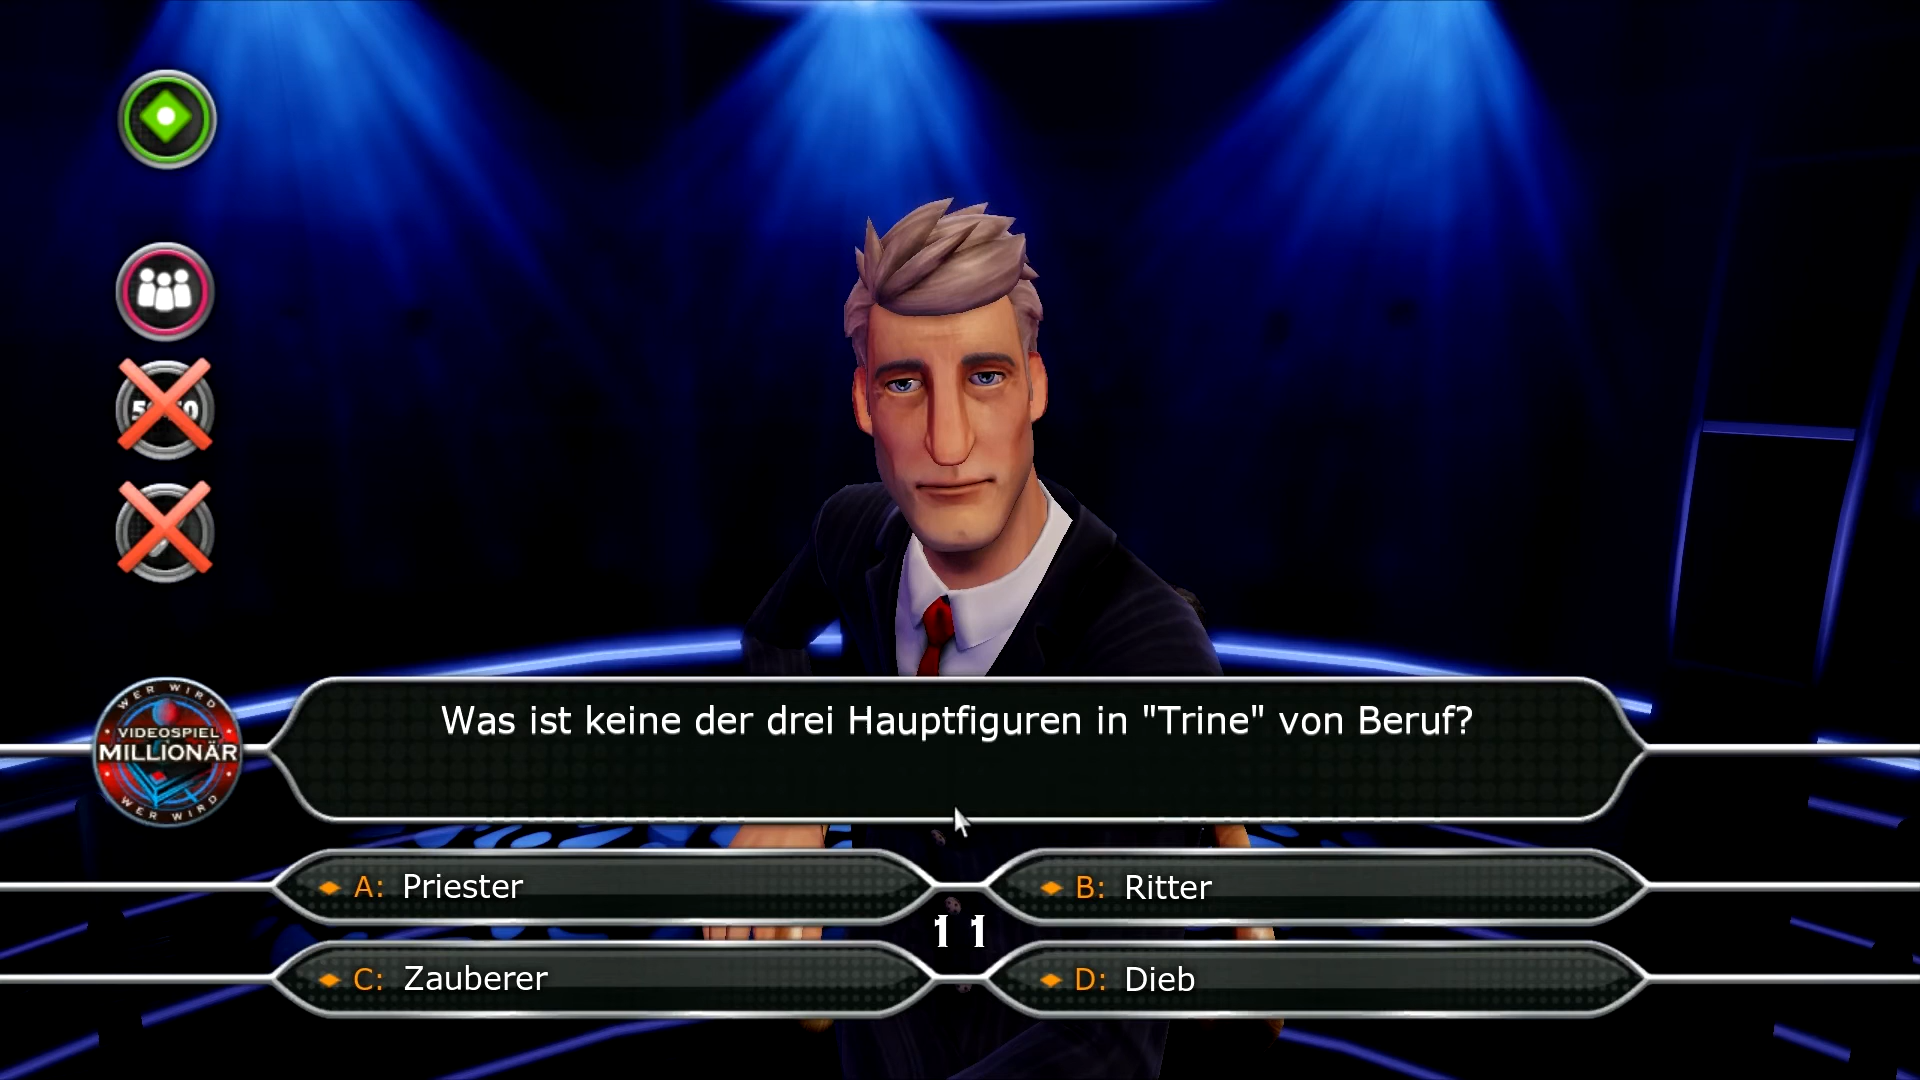 WER WIRD
VIDEOSPIEL
MILLIONÄR
WER WIRD
Was ist keine der drei Hauptfiguren in "Trine" von Beruf?
A: Priester
B: Ritter
11
C: Zauberer
D: Dieb